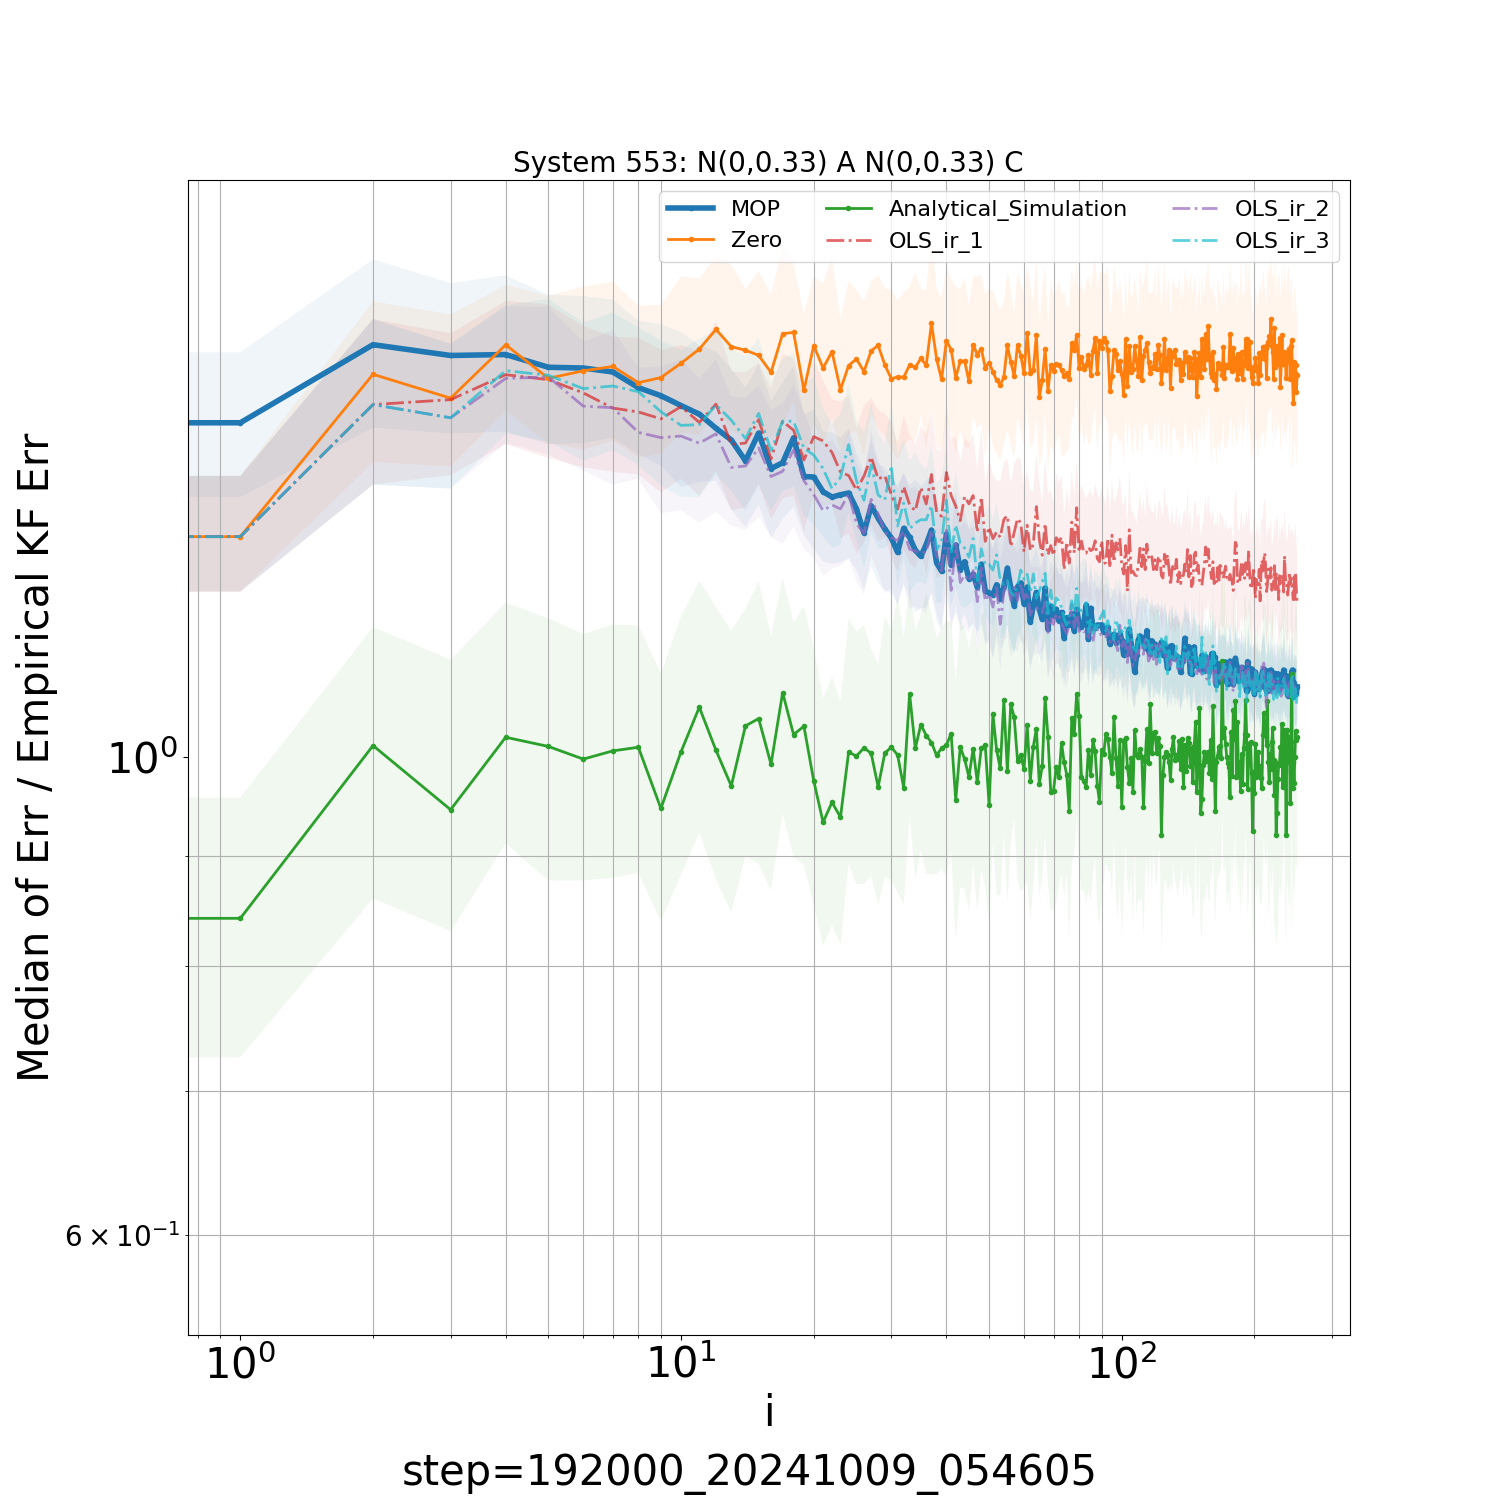 System 553: N(0,0.33) A N(0,0.33) C
MOP
Zero
Analytical_Simulation
OLS_ir_1
OLS_ir_2
OLS_ir_3
Median of Err / Empirical KF Err
10⁰
6 × 10⁻¹
10⁰
10¹
10²
i
step=192000_20241009_054605